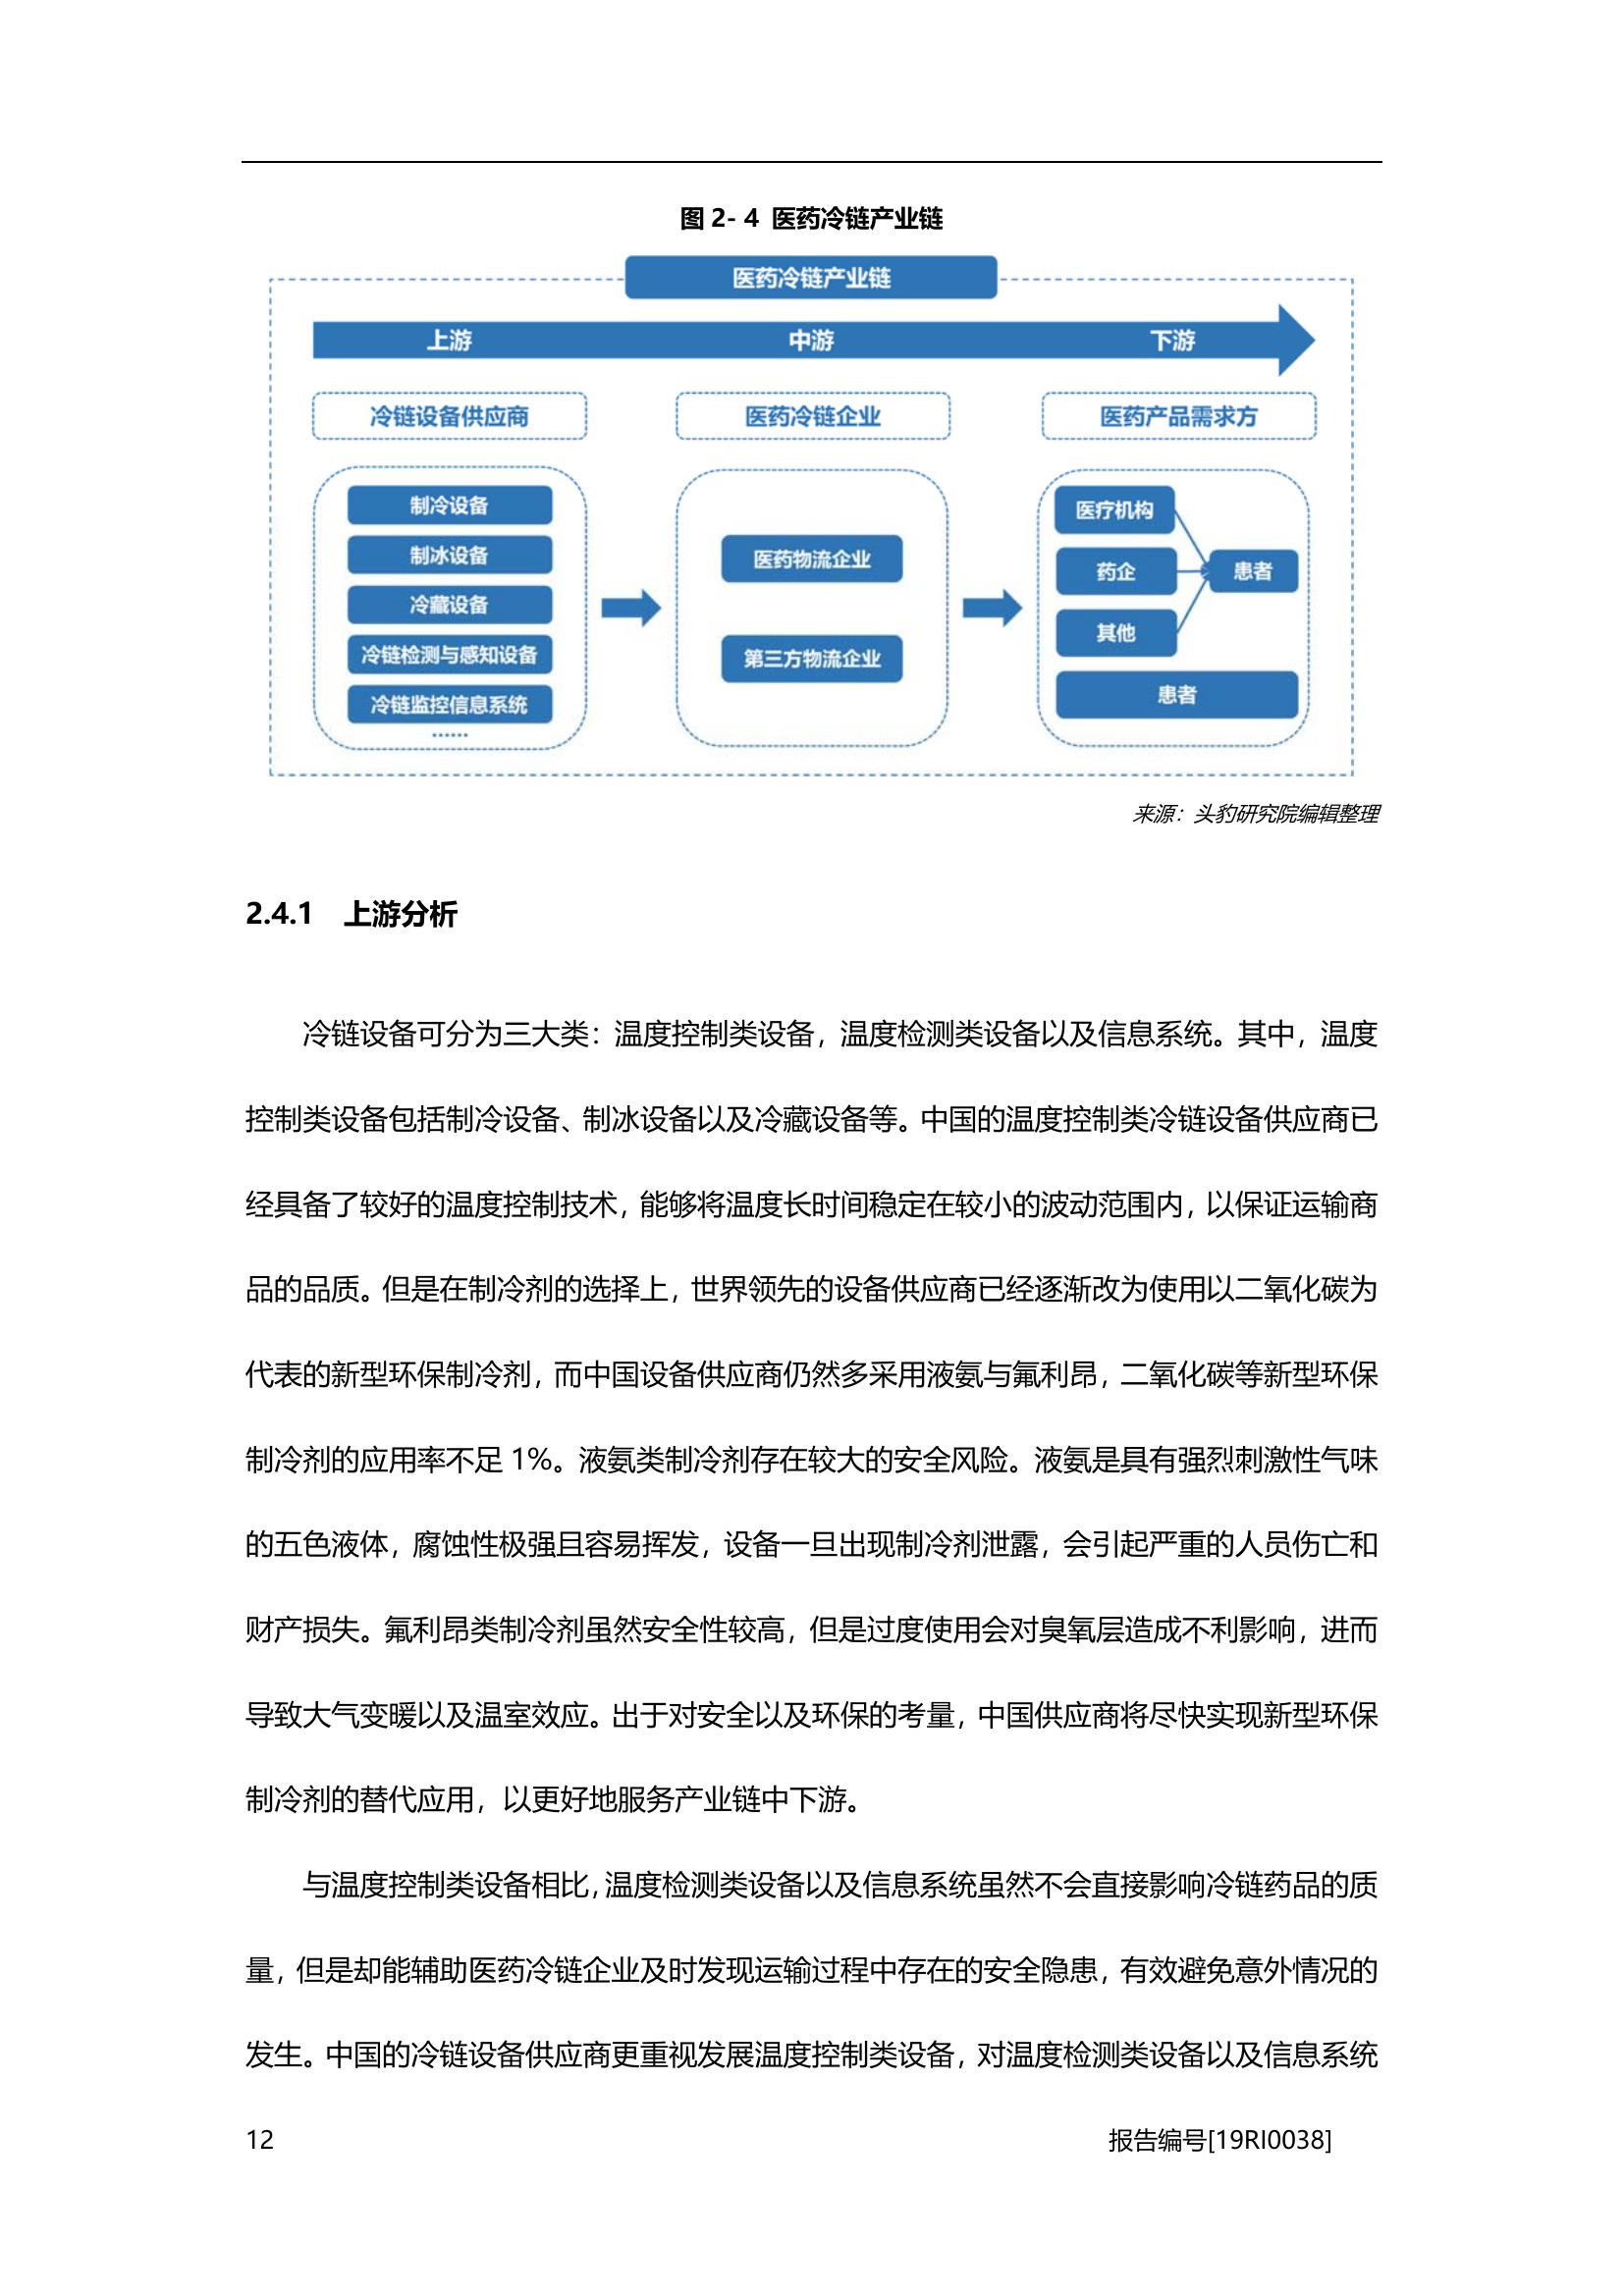 图 2- 4 医药冷链产业链
医药冷链产业链
上游 中游 下游
冷链设备供应商 医药冷链企业 医药产品需求方
制冷设备
制冰设备
冷藏设备
冷链检测与感知设备
冷链监控信息系统
······
医药物流企业
第三方物流企业
医疗机构
药企
其他
患者
患者
来源：头豹研究院编辑整理
2.4.1 上游分析
冷链设备可分为三大类：温度控制类设备，温度检测类设备以及信息系统。其中，温度
控制类设备包括制冷设备、制冰设备以及冷藏设备等。中国的温度控制类冷链设备供应商已
经具备了较好的温度控制技术，能够将温度长时间稳定在较小的波动范围内，以保证运输商
品的品质。但是在制冷剂的选择上，世界领先的设备供应商已经逐渐改为使用以二氧化碳为
代表的新型环保制冷剂，而中国设备供应商仍然多采用液氨与氟利昂，二氧化碳等新型环保
制冷剂的应用率不足 1%。液氨类制冷剂存在较大的安全风险。液氨是具有强烈刺激性气味
的五色液体，腐蚀性极强且容易挥发，设备一旦出现制冷剂泄露，会引起严重的人员伤亡和
财产损失。氟利昂类制冷剂虽然安全性较高，但是过度使用会对臭氧层造成不利影响，进而
导致大气变暖以及温室效应。出于对安全以及环保的考量，中国供应商将尽快实现新型环保
制冷剂的替代应用，以更好地服务产业链中下游。
与温度控制类设备相比，温度检测类设备以及信息系统虽然不会直接影响冷链药品的质
量，但是却能辅助医药冷链企业及时发现运输过程中存在的安全隐患，有效避免意外情况的
发生。中国的冷链设备供应商更重视发展温度控制类设备，对温度检测类设备以及信息系统
12 报告编号[19RI0038]